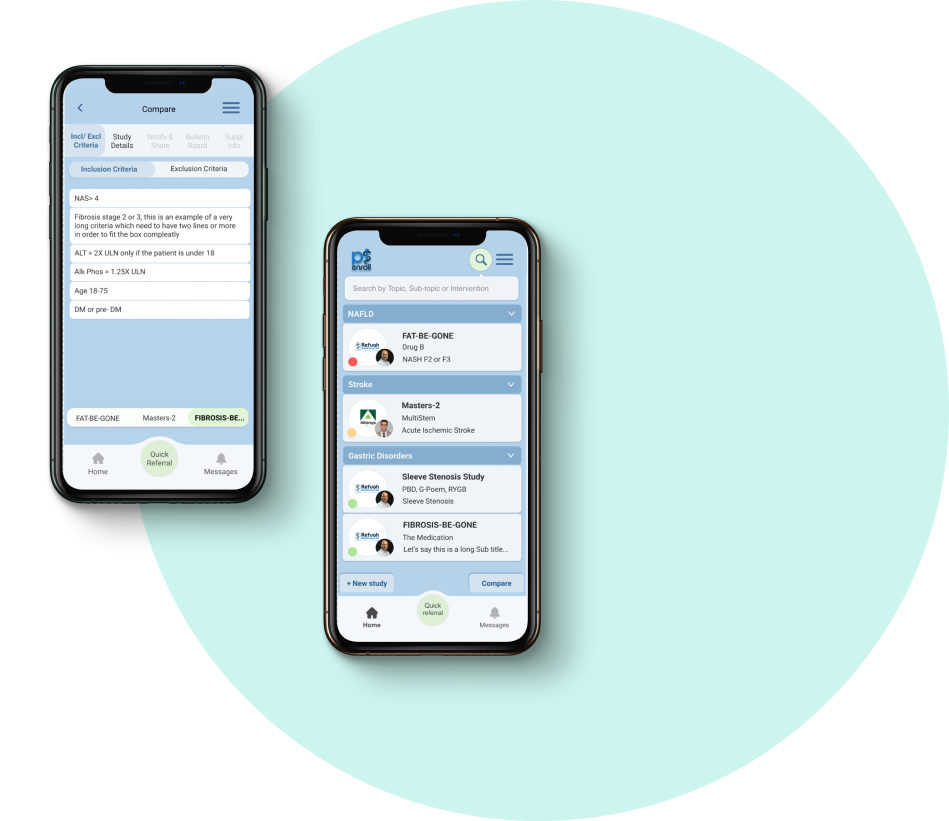 Compare
Incl/ Excl
Criteria
Study
Details
Notify &
Share
Bulletin
Board
Suppl
Info
Inclusion Criteria
Exclusion Criteria
NAS> 4
Fibrosis stage 2 or 3, this is an example of a very
long criteria which need to have two lines or more
in order to fit the box compleatly
ALT > 2X ULN only if the patient is under 18
Alk Phos > 1.25X ULN
Age 18-75
DM or pre- DM
FAT-BE-GONE
Masters-2
FIBROSIS-BE...
Home
Quick
Referral
Messages
ps
enroll
Search by Topic, Sub-topic or Intervention
NAFLD
Refuah
FAT-BE-GONE
Drug B
NASH F2 or F3
Stroke
Athersys
Masters-2
MultiStem
Acute Ischemic Stroke
Gastric Disorders
Refuah
Sleeve Stenosis Study
PBD, G-Poem, RYGB
Sleeve Stenosis
Refuah
FIBROSIS-BE-GONE
The Medication
Let's say this is a long Sub title...
+ New study
Compare
Home
Quick
referral
Messages